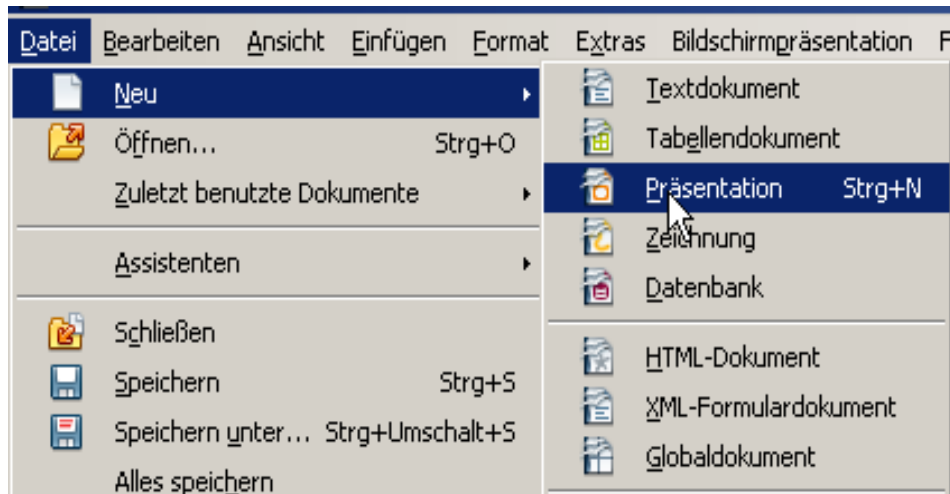 Datei Bearbeiten Ansicht Einfügen Format Extras Bildschirmpräsentation
Neu
Öffnen... Strg+O
Zuletzt benutzte Dokumente
Assistenten
Schließen
Speichern Strg+S
Speichern unter... Strg+Umschalt+S
Alles speichern
Textdokument
Tabellendokument
Präsentation Strg+N
Zeichnung
Datenbank
HTML-Dokument
XML-Formulardokument
Globaldokument